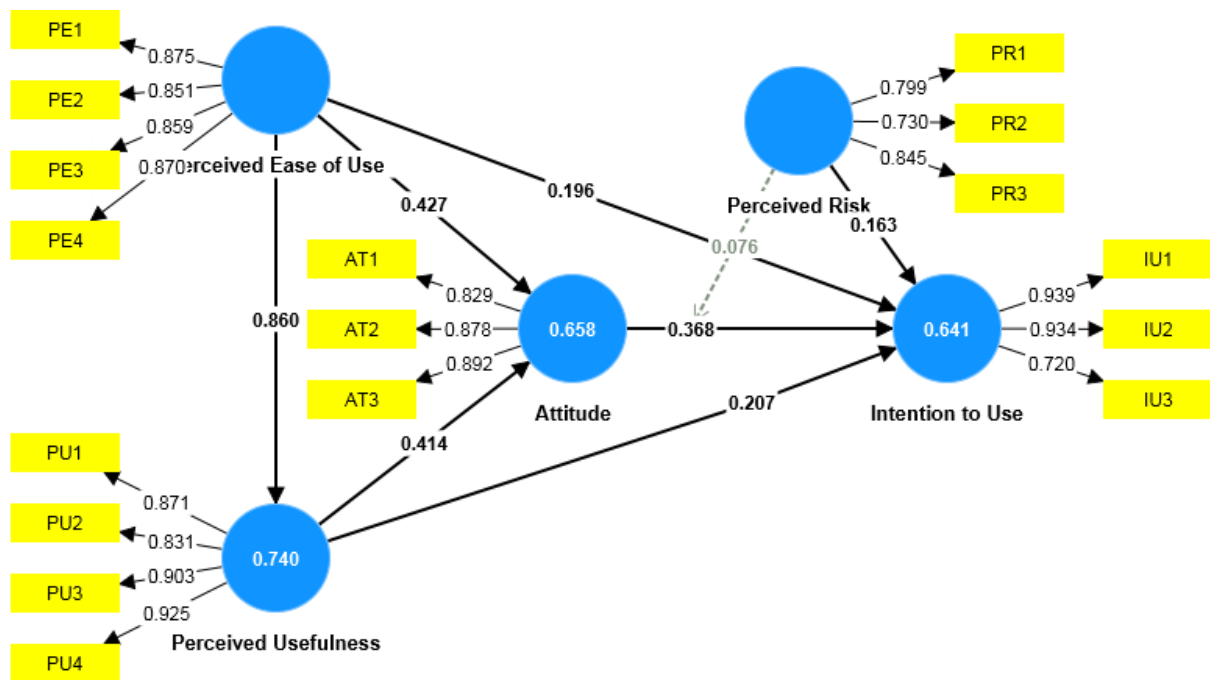 PE1
PE2
PE3
PE4
0.875
0.851
0.859
0.870
erceived Ease of Use
PR1
PR2
PR3
0.799
0.730
0.845
Perceived Risk
0.196
0.427
0.163
0.076
0.860
AT1
AT2
AT3
0.829
0.878
0.892
0.658
Attitude
0.368
0.641
Intention to Use
IU1
IU2
IU3
0.939
0.934
0.720
0.207
0.414
PU1
PU2
PU3
PU4
0.871
0.831
0.903
0.925
0.740
Perceived Usefulness